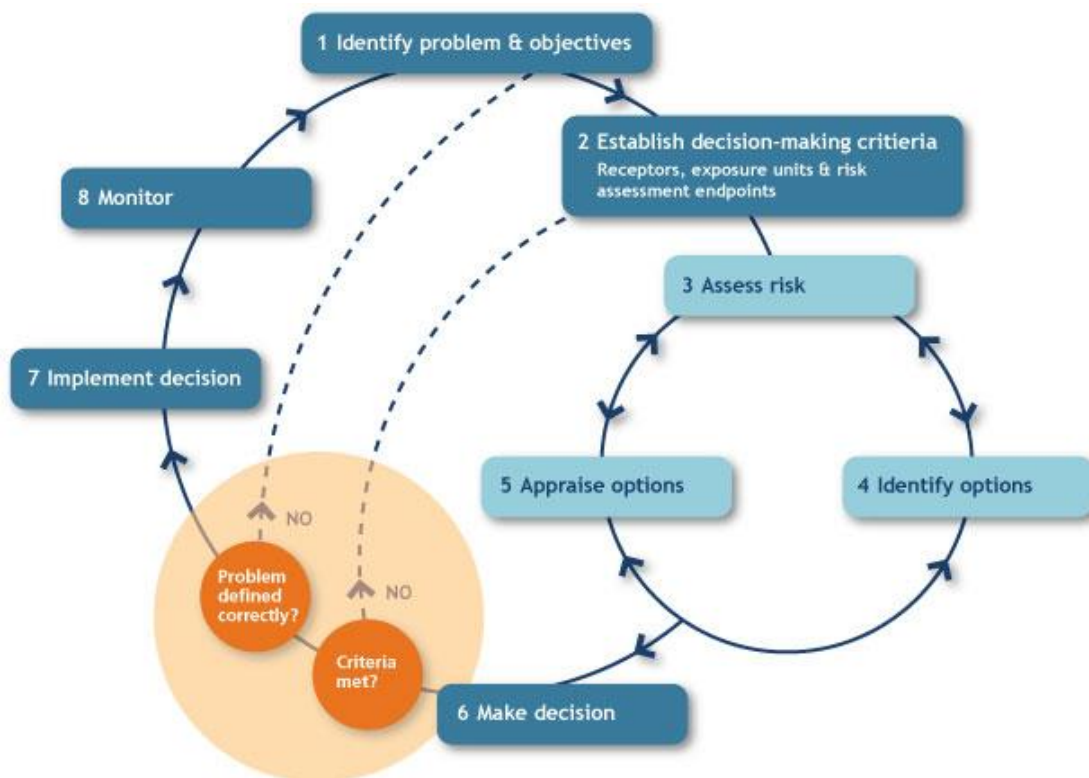 1 Identify problem & objectives
2 Establish decision-making critieria
Receptors, exposure units & risk
assessment endpoints
8 Monitor
3 Assess risk
7 Implement decision
5 Appraise options
4 Identify options
NO
Problem
defined
correctly?
NO
Criteria
met?
6 Make decision